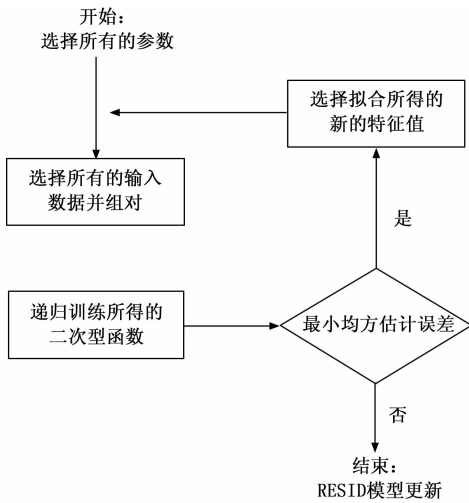 开始:
选择所有的参数
选择拟合所得的
新的特征值
选择所有的输入
数据并组对
是
递归训练所得的
二次型函数
最小均方估计误差
否
结束:
RESID模型更新